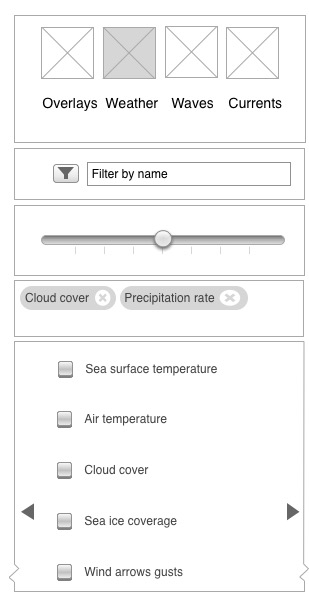 Overlays Weather Waves Currents
Filter by name
Cloud cover Precipitation rate
Sea surface temperature
Air temperature
Cloud cover
Sea ice coverage
Wind arrows gusts